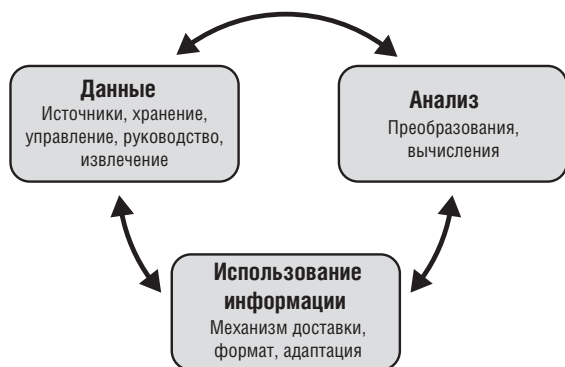 Данные
Источники, хранение,
управление, руководство,
извлечение
Анализ
Преобразования,
вычисления
Использование
информации
Механизм доставки,
формат, адаптация